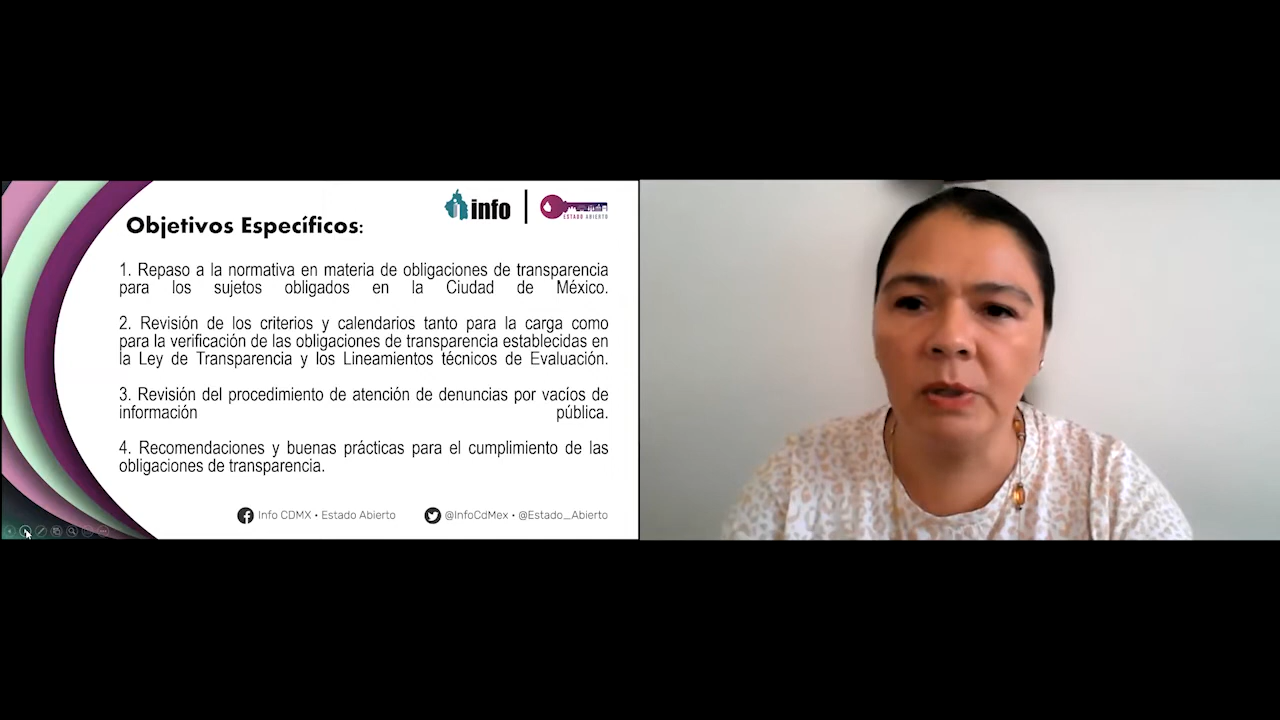 info
ESTADO ABIERTO
Objetivos Específicos:
1. Repaso a la normativa en materia de obligaciones de transparencia
para los sujetos obligados en la Ciudad de México.
2. Revisión de los criterios y calendarios tanto para la carga como
para la verificación de las obligaciones de transparencia establecidas en
la Ley de Transparencia y los Lineamientos técnicos de Evaluación.
3. Revisión del procedimiento de atención de denuncias por vacíos de
información pública.
4. Recomendaciones y buenas prácticas para el cumplimiento de las
obligaciones de transparencia.
Info CDMX • Estado Abierto @InfoCdMex • @Estado_Abierto